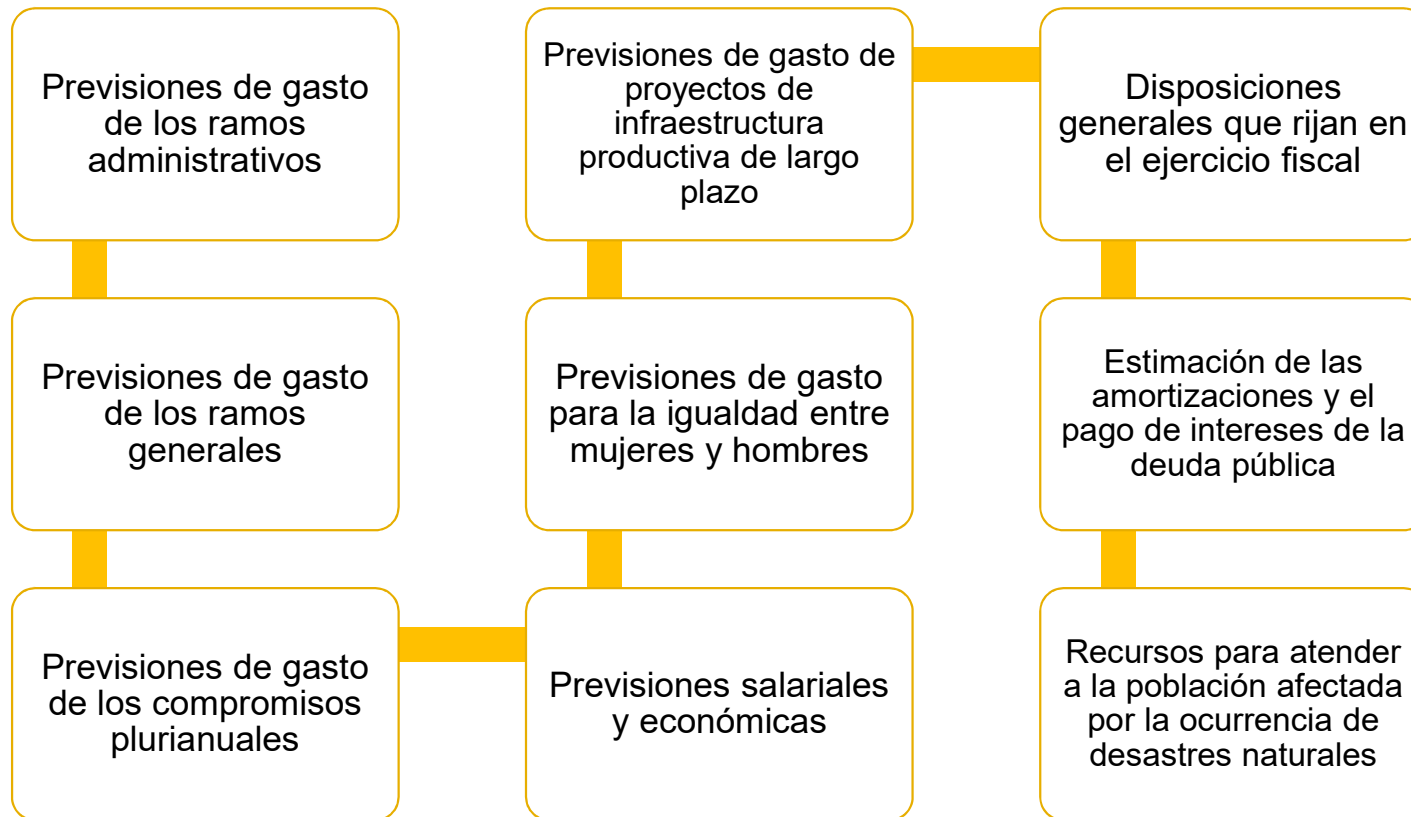 Previsiones de gasto
de los ramos
administrativos
Previsiones de gasto
de los ramos
generales
Previsiones de gasto
de los compromisos
plurianuales
Previsiones salariales
y económicas
Previsiones de gasto
para la igualdad entre
mujeres y hombres
Previsiones de gasto de
proyectos de
infraestructura
productiva de largo
plazo
Disposiciones
generales que rijan en
el ejercicio fiscal
Estimación de las
amortizaciones y el
pago de intereses de la
deuda pública
Recursos para atender
a la población afectada
por la ocurrencia de
desastres naturales